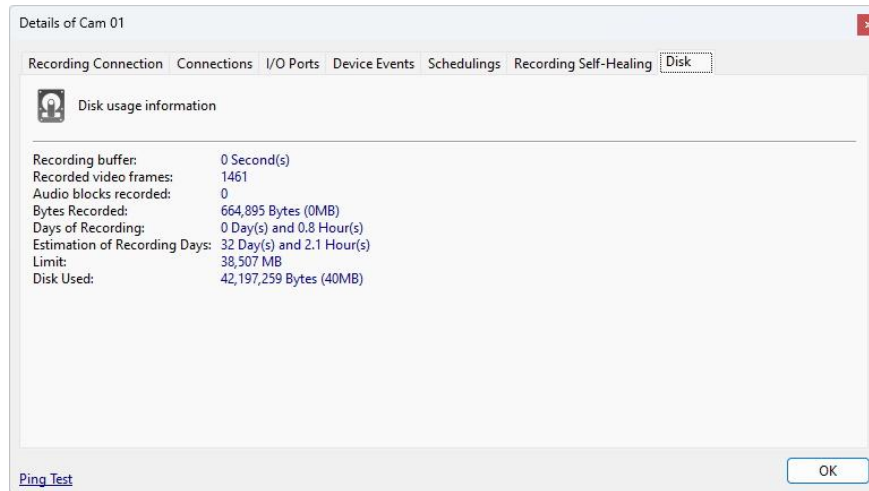 Details of Cam 01
Recording Connection Connections I/O Ports Device Events Schedulings Recording Self-Healing Disk
Disk usage information
Recording buffer: 0 Second(s)
Recorded video frames: 1461
Audio blocks recorded: 0
Bytes Recorded: 664,895 Bytes (0MB)
Days of Recording: 0 Day(s) and 0.8 Hour(s)
Estimation of Recording Days: 32 Day(s) and 2.1 Hour(s)
Limit: 38,507 MB
Disk Used: 42,197,259 Bytes (40MB)
Ping Test
OK